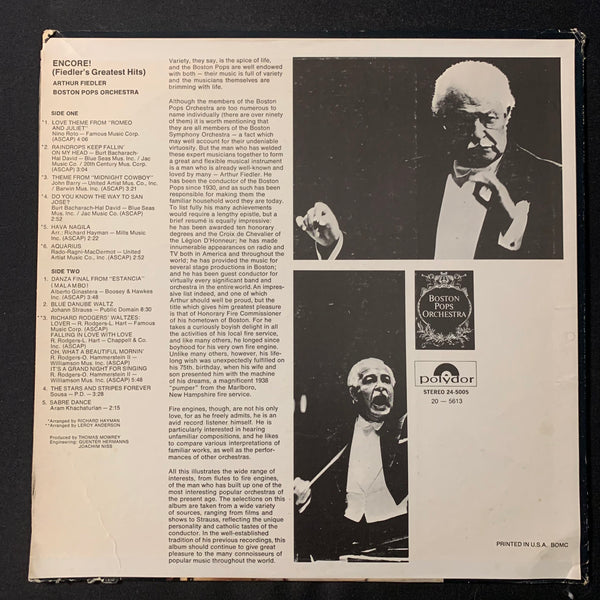 ENCORE!
(Fiedler's Greatest Hits)
ARTHUR FIEDLER
BOSTON POPS ORCHESTRA
SIDE ONE
*1. LOVE THEME FROM "ROMEO
AND JULIET"
Nino Roto – Famous Music Corp.
(ASCAP) 4:06
*2. RAINDROPS KEEP FALLIN'
ON MY HEAD – Burt Bacharach-
Hal David – Blue Seas Mus. Inc. / Jac
Music Co. / 20th Century Mus. Corp.
(ASCAP) 3:04
*3. THEME FROM "MIDNIGHT COWBOY"
John Barry – United Artist Mus. Co., Inc.
/ Barwin Mus. Inc. (ASCAP) 3:21
*4. DO YOU KNOW THE WAY TO SAN
JOSE?
Burt Bacharach-Hal David – Blue Seas
Mus. Inc. / Jac Music Co. (ASCAP)
2:52
*5. HAVA NAGILA
Arr.: Richard Hayman – Mills Music
Inc. (ASCAP) 2:22
*6. AQUARIUS
Rado-Ragni-MacDermot – United
Artist Music Co., Inc. (ASCAP) 2:52
SIDE TWO
1. DANZA FINAL FROM "ESTANCIA"
(MALAMBO)
Alberto Ginastera – Boosey & Hawkes
Inc. (ASCAP) 3:48
2. BLUE DANUBE WALTZ
Johann Strauss – Public Domain 8:30
**3. RICHARD RODGERS' WALTZES:
LOVER – R. Rodgers-L. Hart – Famous
Music Corp. (ASCAP)
FALLING IN LOVE WITH LOVE
R. Rodgers-L. Hart – Chappell & Co.
Inc. (ASCAP)
OH, WHAT A BEAUTIFUL MORNIN'
R. Rodgers-O. Hammerstein II –
Williamson Mus. Inc. (ASCAP)
IT'S A GRAND NIGHT FOR SINGING
R. Rodgers-O. Hammerstein II –
Williamson Mus. Inc. (ASCAP) 5:48
4. THE STARS AND STRIPES FOREVER
Sousa – P.D. – 3:28
5. SABRE DANCE
Aram Khachaturian – 2:15
*Arranged by RICHARD HAYMAN
**Arranged by LEROY ANDERSON
Produced by THOMAS MOWREY
Engineering: GUENTER HERMANNS
JOACHIM NISS
Variety, they say, is the spice of life,
and the Boston Pops are well endowed
with both – their music is full of variety
and the musicians themselves are
brimming with life.
Although the members of the Boston
Pops Orchestra are too numerous to
name individually (there are over ninety
of them) it is worth mentioning that
they are all members of the Boston
Symphony Orchestra – a fact which
may well account for their undeniable
virtuosity. But the man who has welded
these expert musicians together to form
a great and flexible musical instrument
is a man who is already well-known and
loved by many – Arthur Fiedler. He
has been the conductor of the Boston
Pops since 1930, and as such has been
responsible for making them the
familiar household word they are today.
To list fully his many achievements
would require a lengthy epistle, but a
brief resumé is equally impressive:
he has been awarded ten honorary
degrees and the Croix de Chevalier of
the Légion D'Honneur; he has made
innumerable appearances on radio and
TV both in America and throughout the
world; he has provided the music for
several stage productions in Boston;
and he has been guest conductor for
virtually every significant band and
orchestra in the entire world. An impres-
sive list indeed, and one of which
Arthur should well be proud, but the
title which gives him greatest pleasure
is that of Honorary Fire Commissioner
of his hometown of Boston. For he
takes a curiously boyish delight in all
the activities of his local fire service,
and like many others, he longed since
boyhood for his very own fire engine.
Unlike many others, however, his life-
long wish was unexpectedly fulfilled on
his 75th. birthday, when his wife and
son presented him with the machine
of his dreams, a magnificent 1938
"pumper" from the Marlboro,
New Hampshire fire service.
Fire engines, though, are not his only
love, for as he freely admits, he is an
avid record listener himself. He is
particularly interested in hearing
unfamiliar compositions, and he likes
to compare various interpretations of
familiar works, as well as the perfor-
mances of other orchestras.
All this illustrates the wide range of
interests, from flutes to fire engines,
of the man who has built up one of the
most interesting popular orchestras of
the present age. The selections on this
album are taken from a wide variety
of sources, ranging from films and
shows to Strauss, reflecting the unique
personality and catholic tastes of the
conductor. In the well-established
tradition of his previous recordings, this
album should continue to give great
pleasure to the many connoisseurs of
popular music throughout the world.
BOSTON
POPS
ORCHESTRA
polydor
STEREO 24-5005
20 – 5613
PRINTED IN U.S.A. BOMC